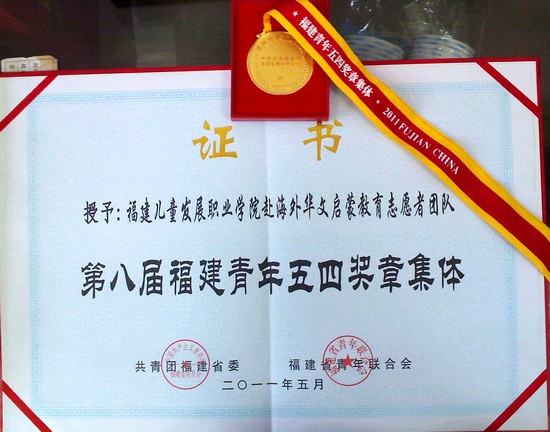 福建青年五四奖章集体 ★ 2011 FUJIAN CHINA
证书
授予：福建儿童发展职业学院赴海外华文启蒙教育志愿者团队
第八届福建青年五四奖章集体
共青团福建省委 福建省青年联合会
二〇一一年五月